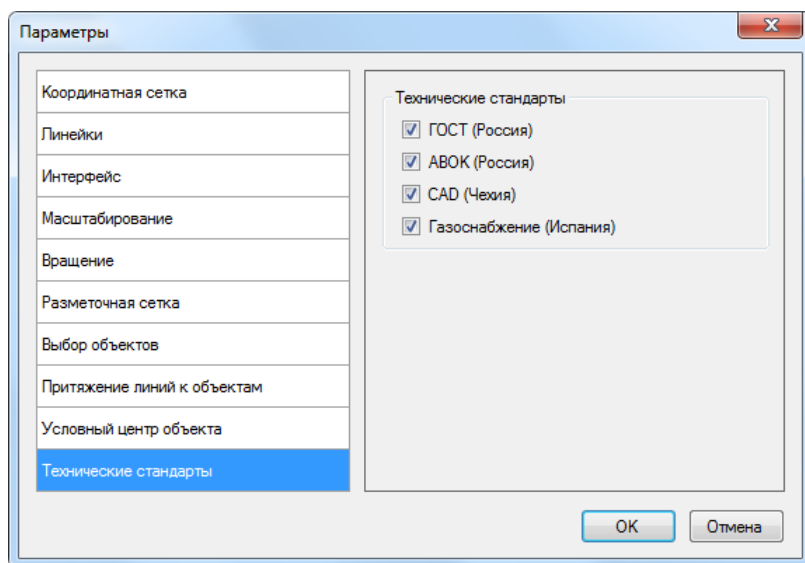 Параметры
Координатная сетка
Линейки
Интерфейс
Масштабирование
Вращение
Разметочная сетка
Выбор объектов
Притяжение линий к объектам
Условный центр объекта
Технические стандарты
Технические стандарты
ГОСТ (Россия)
АВОК (Россия)
CAD (Чехия)
Газоснабжение (Испания)
OK
Отмена